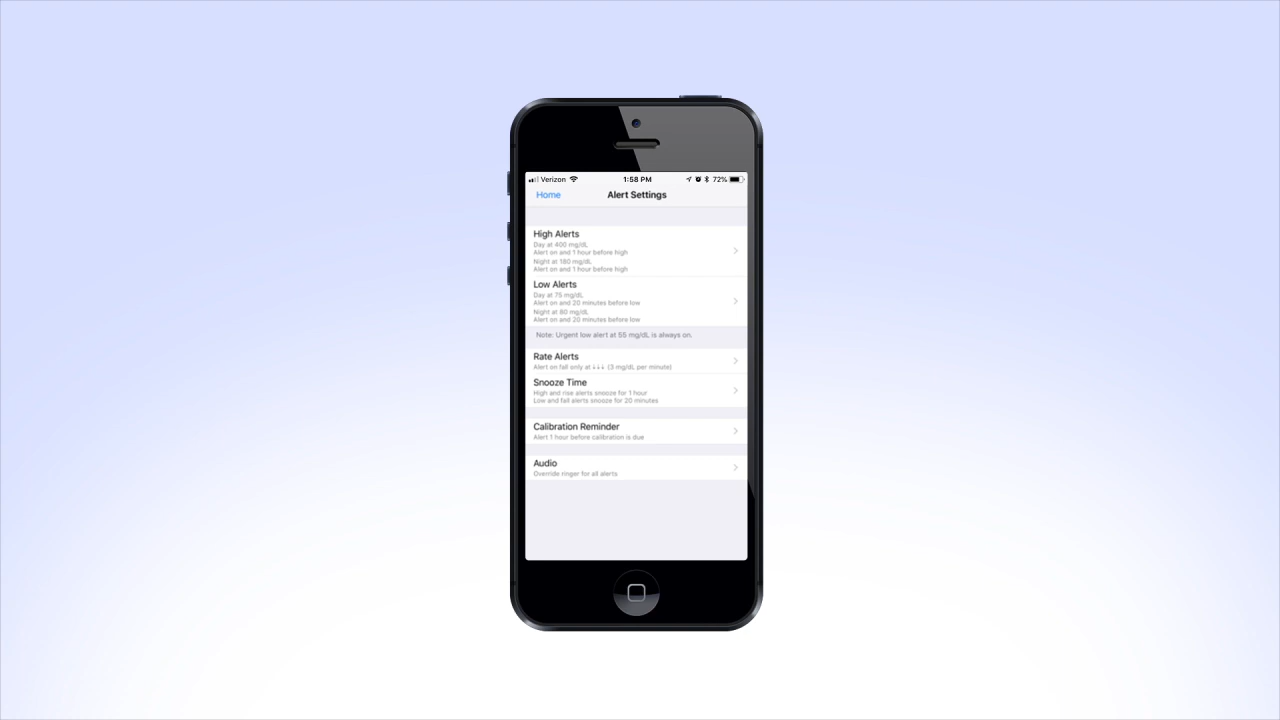 Verizon 1:58 PM 72%
Home Alert Settings
High Alerts
Day at 400 mg/dL
Alert on and 1 hour before high
Night at 180 mg/dL
Alert on and 1 hour before high
Low Alerts
Day at 75 mg/dL
Alert on and 20 minutes before low
Night at 80 mg/dL
Alert on and 20 minutes before low
Note: Urgent low alert at 55 mg/dL is always on.
Rate Alerts
Alert on fall only at ↓↓↓ (3 mg/dL per minute)
Snooze Time
High and rise alerts snooze for 1 hour
Low and fall alerts snooze for 20 minutes
Calibration Reminder
Alert 1 hour before calibration is due
Audio
Override ringer for all alerts